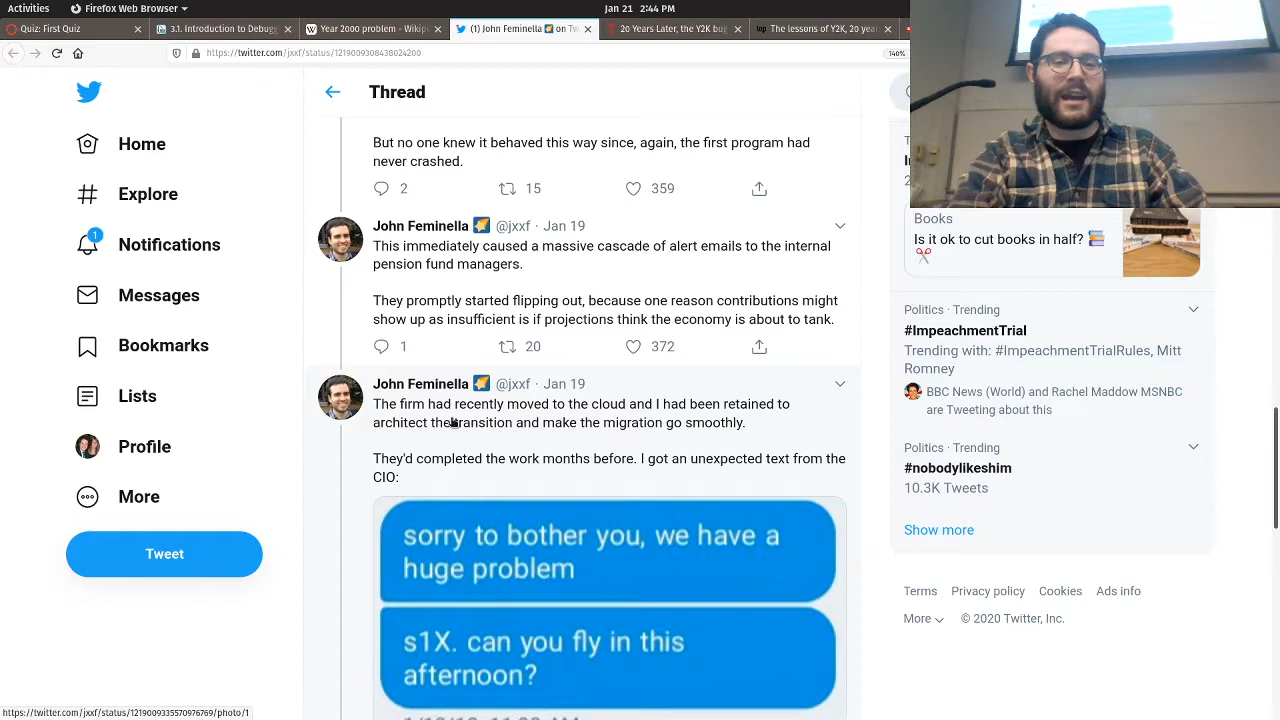 Activities
Firefox Web Browser
Jan 21 2:44 PM
Quiz: First Quiz
3.1. Introduction to Debugg
Year 2000 problem - Wikip
(1) John Feminella on Tw
20 Years Later, the Y2K bug
The lessons of Y2K, 20 yea
https://twitter.com/jxxf/status/1219009308438024200
140%
Thread
Home
Explore
1
Notifications
Messages
Bookmarks
Lists
Profile
More
Tweet
But no one knew it behaved this way since, again, the first program had
never crashed.
2 15 359
John Feminella @jxxf · Jan 19
This immediately caused a massive cascade of alert emails to the internal
pension fund managers.
They promptly started flipping out, because one reason contributions might
show up as insufficient is if projections think the economy is about to tank.
1 20 372
John Feminella @jxxf · Jan 19
The firm had recently moved to the cloud and I had been retained to
architect the transition and make the migration go smoothly.
They'd completed the work months before. I got an unexpected text from the
CIO:
sorry to bother you, we have a
huge problem
s1X. can you fly in this
afternoon?
Books
Is it ok to cut books in half?
Politics · Trending
#ImpeachmentTrial
Trending with: #ImpeachmentTrialRules, Mitt
Romney
BBC News (World) and Rachel Maddow MSNBC
are Tweeting about this
Politics · Trending
#nobodylikeshim
10.3K Tweets
Show more
Terms Privacy policy Cookies Ads info
More © 2020 Twitter, Inc.
https://twitter.com/jxxf/status/1219009335570976769/photo/1